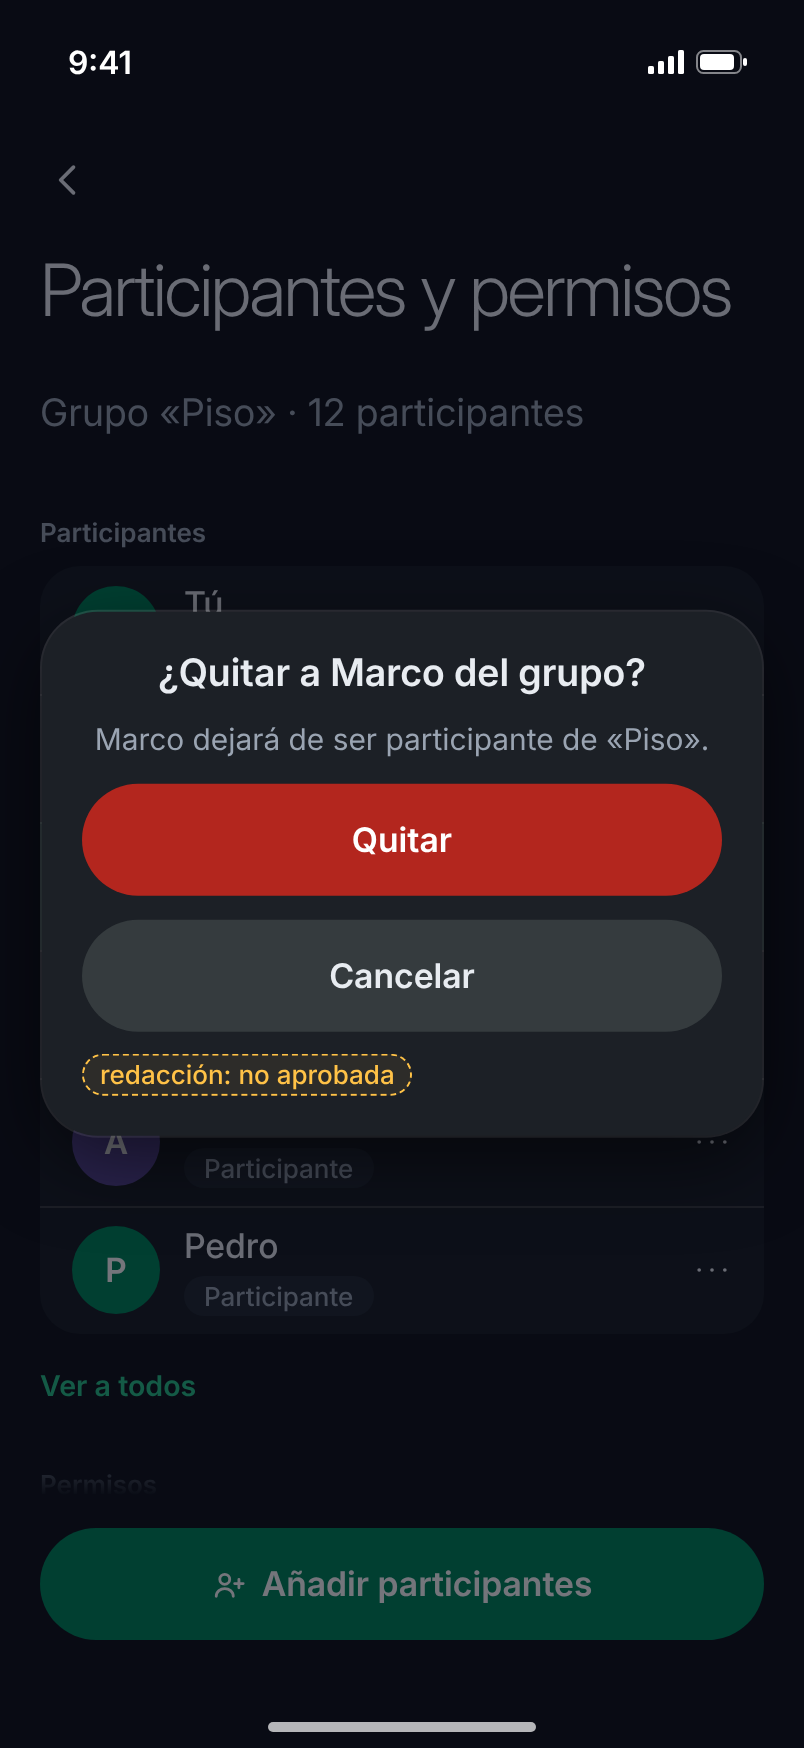 9:41
Participantes y permisos
Grupo «Piso» · 12 participantes
Participantes
Tú
¿Quitar a Marco del grupo?
Marco dejará de ser participante de «Piso».
Quitar
Cancelar
redacción: no aprobada
A
Participante
P
Pedro
Participante
Ver a todos
Permisos
Añadir participantes